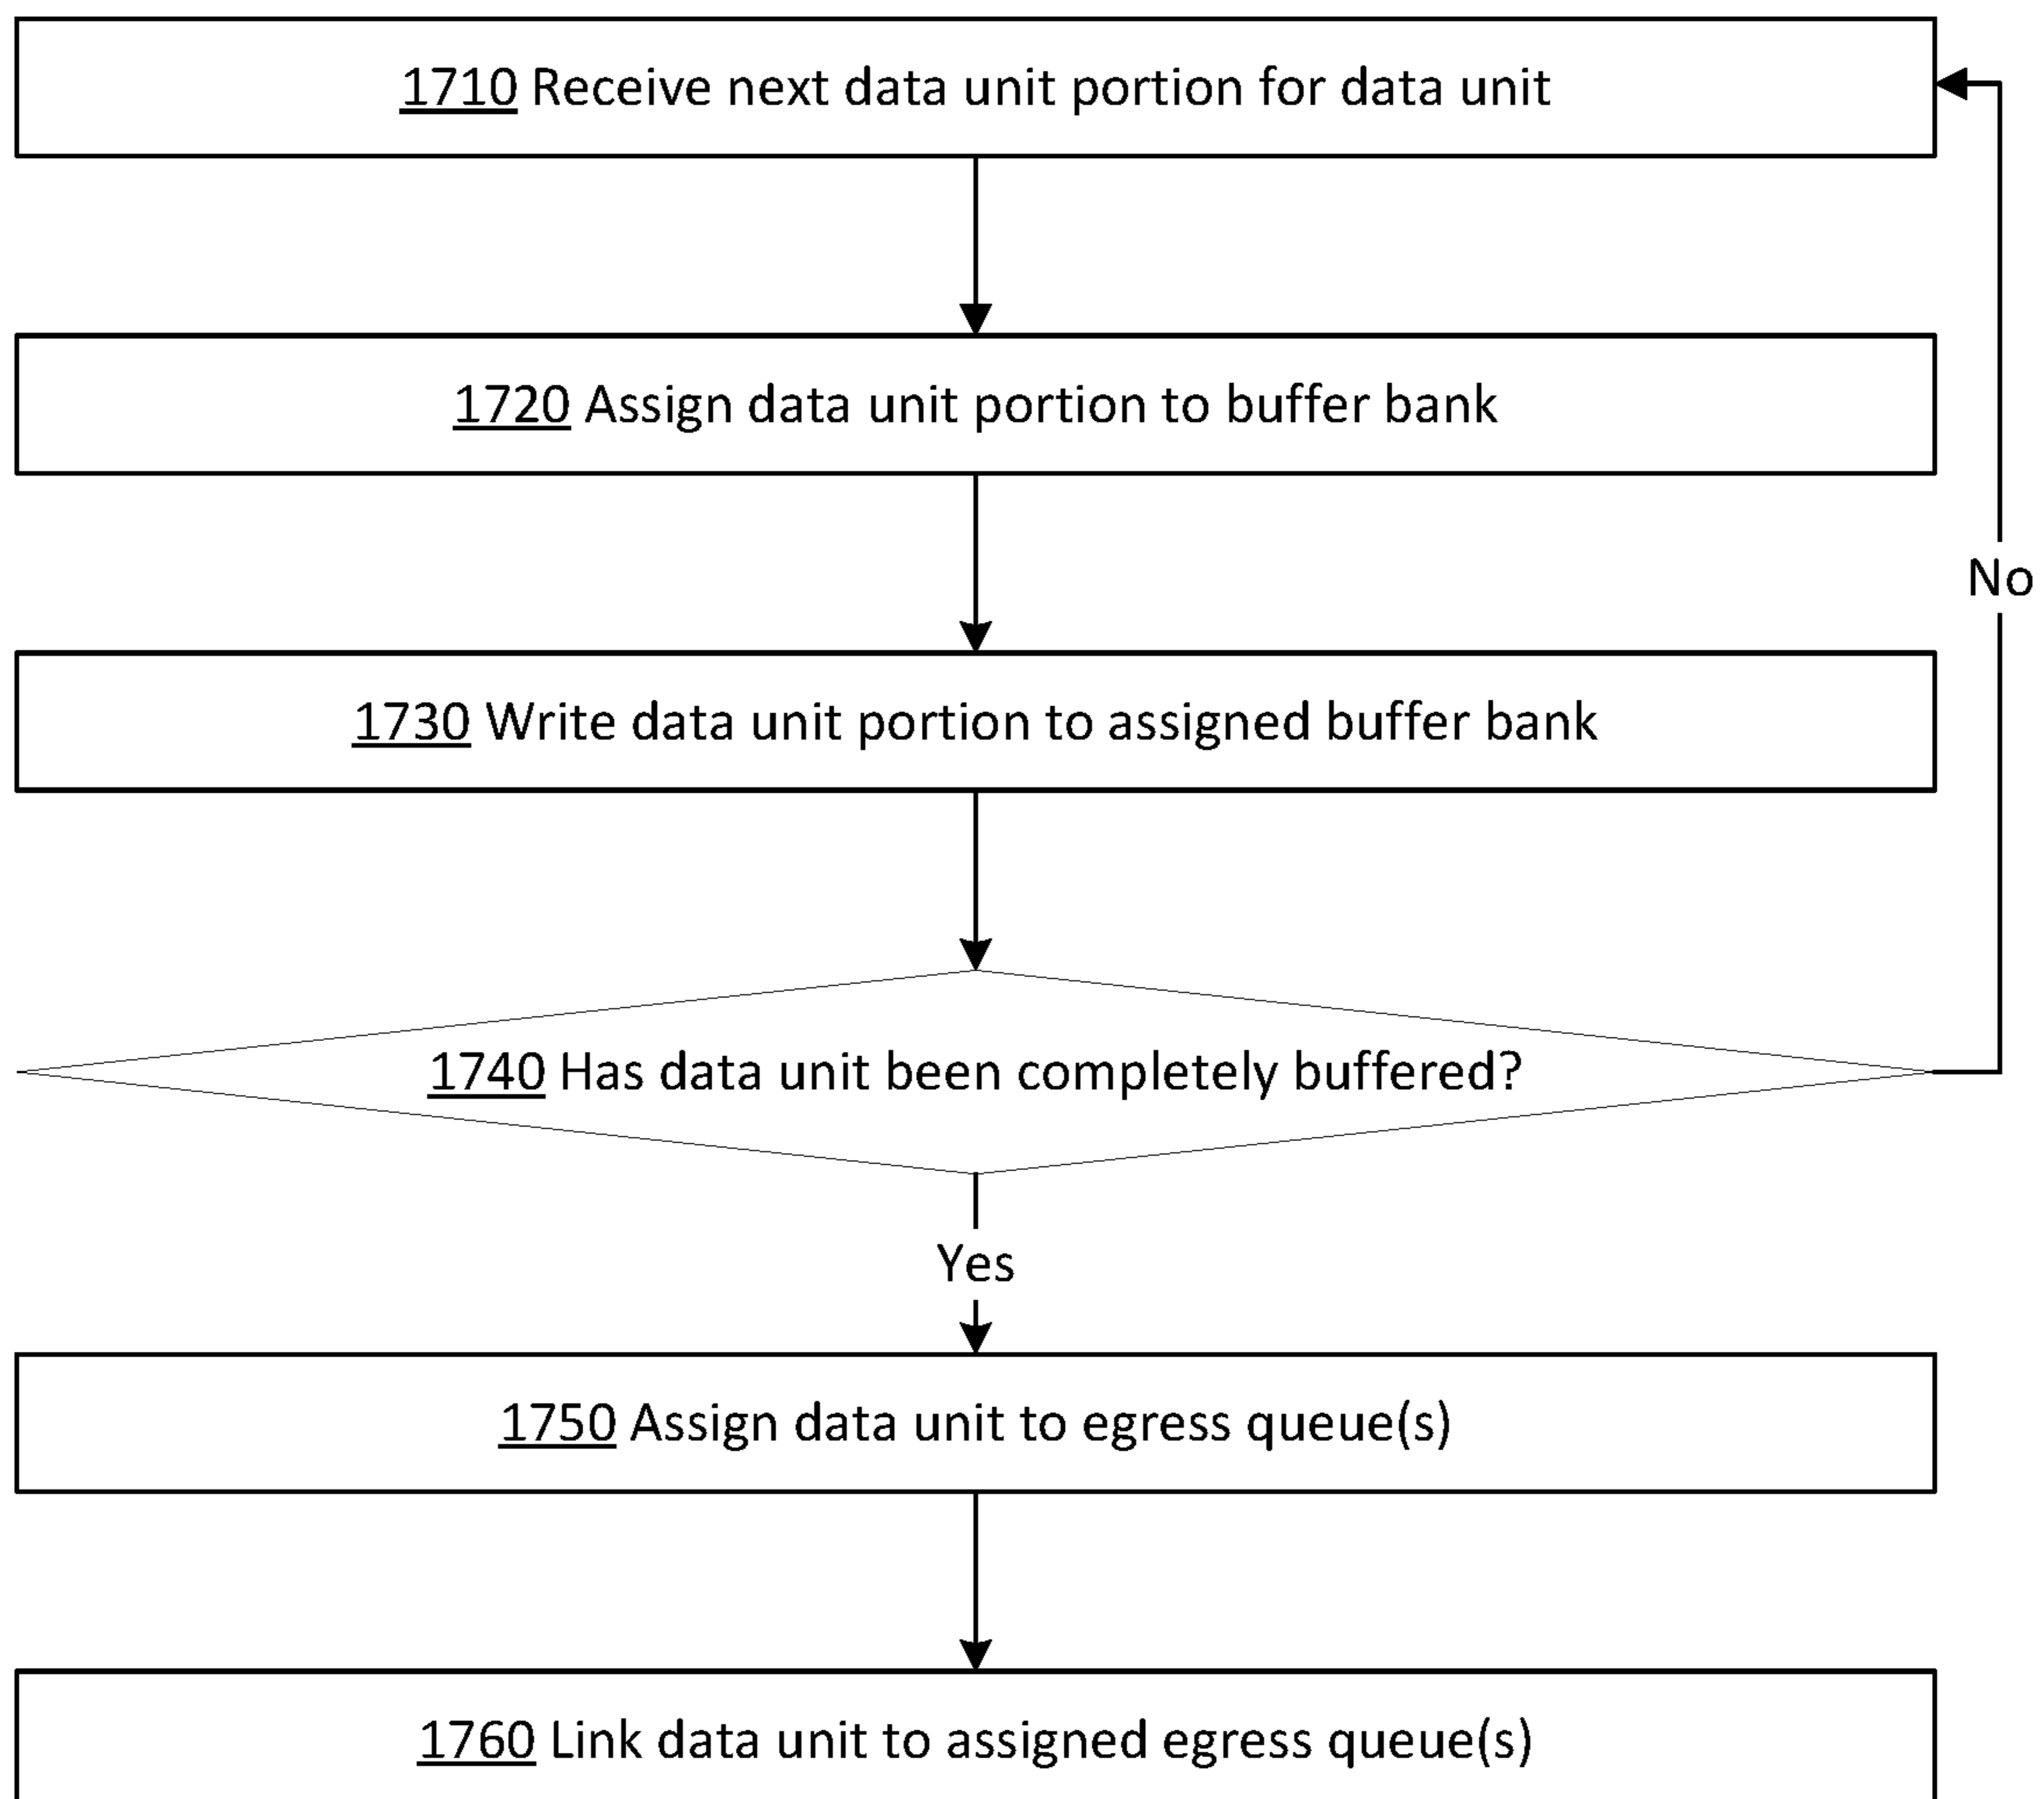 1710 Receive next data unit portion for data unit
1720 Assign data unit portion to buffer bank
No
1730 Write data unit portion to assigned buffer bank
1740 Has data unit been completely buffered?
Yes
1750 Assign data unit to egress queue(s)
1760 Link data unit to assigned egress queue(s)